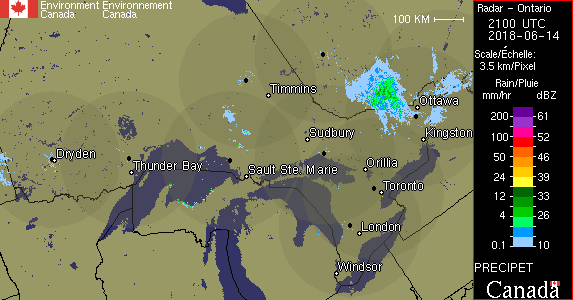 Environment Environnement
Canada Canada
100 KM
Timmins
Ottawa
Sudbury
Kingston
Dryden
Thunder Bay
Sault Ste. Marie
Orillia
Toronto
London
Windsor
Radar - Ontario
2100 UTC
2018-06-14
Scale/Échelle:
3.5 km/Pixel
Rain/Pluie
mm/hr dBZ
200 61
100 52
50 46
24 39
12 33
4 26
0.1 10
PRECIPET
Canada